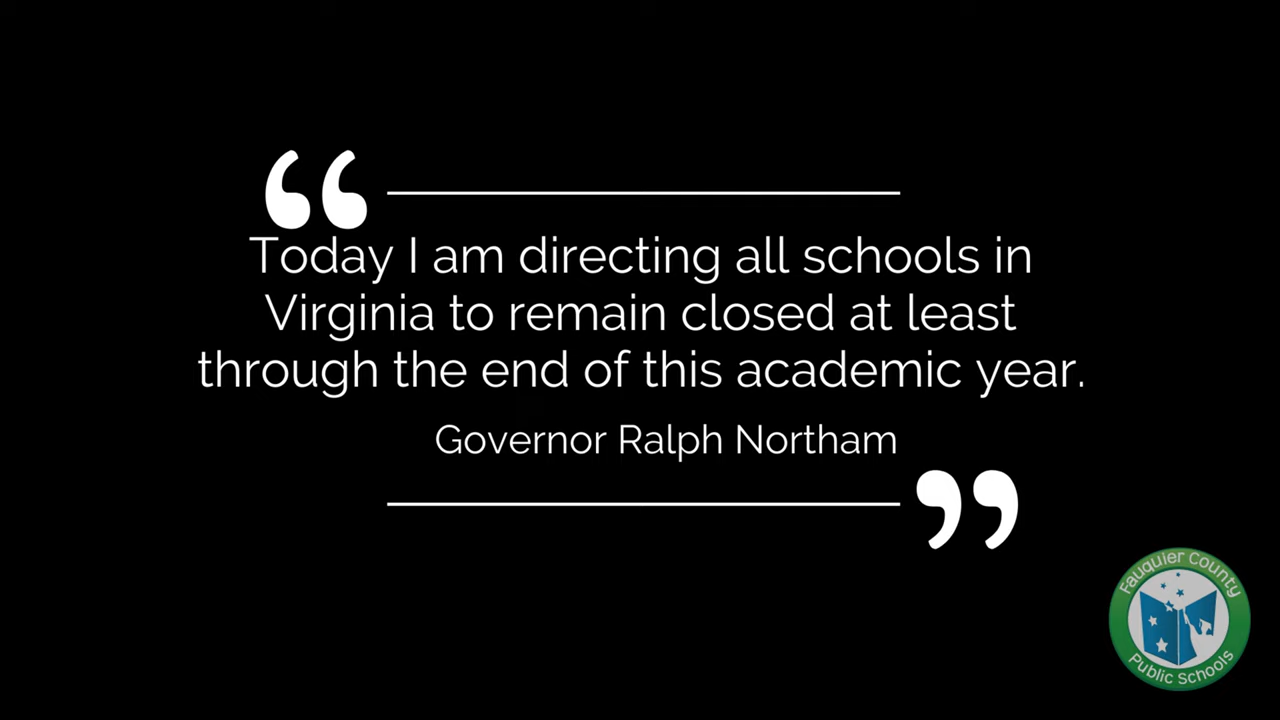 “
Today I am directing all schools in
Virginia to remain closed at least
through the end of this academic year.
Governor Ralph Northam
”
Fauquier County
Public Schools